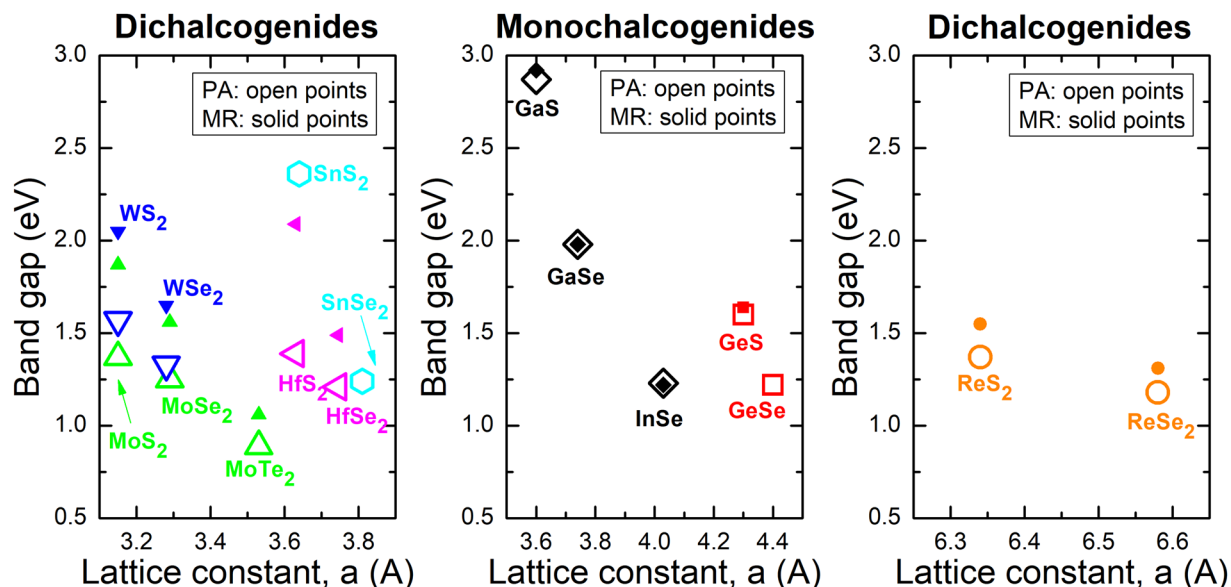 Dichalcogenides
Band gap (eV)
3.0
2.5
2.0
1.5
1.0
0.5
PA: open points
MR: solid points
SnS2
WS2
WSe2
SnSe2
HfS2
HfSe2
MoSe2
MoS2
MoTe2
3.2 3.4 3.6 3.8
Lattice constant, a (A)
Monochalcogenides
Band gap (eV)
3.0
2.5
2.0
1.5
1.0
0.5
PA: open points
MR: solid points
GaS
GaSe
GeS
InSe
GeSe
3.6 3.8 4.0 4.2 4.4
Lattice constant, a (A)
Dichalcogenides
Band gap (eV)
3.0
2.5
2.0
1.5
1.0
0.5
PA: open points
MR: solid points
ReS2
ReSe2
6.3 6.4 6.5 6.6
Lattice constant, a (A)